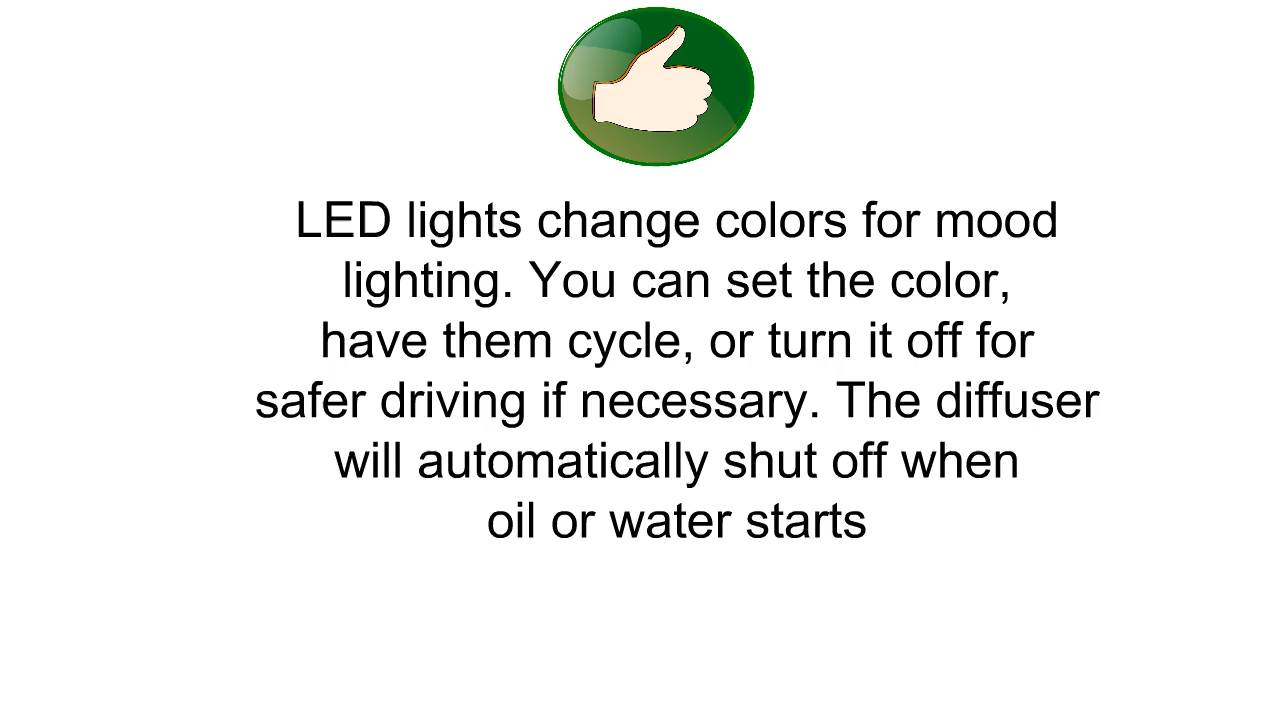 LED lights change colors for mood
lighting. You can set the color,
have them cycle, or turn it off for
safer driving if necessary. The diffuser
will automatically shut off when
oil or water starts